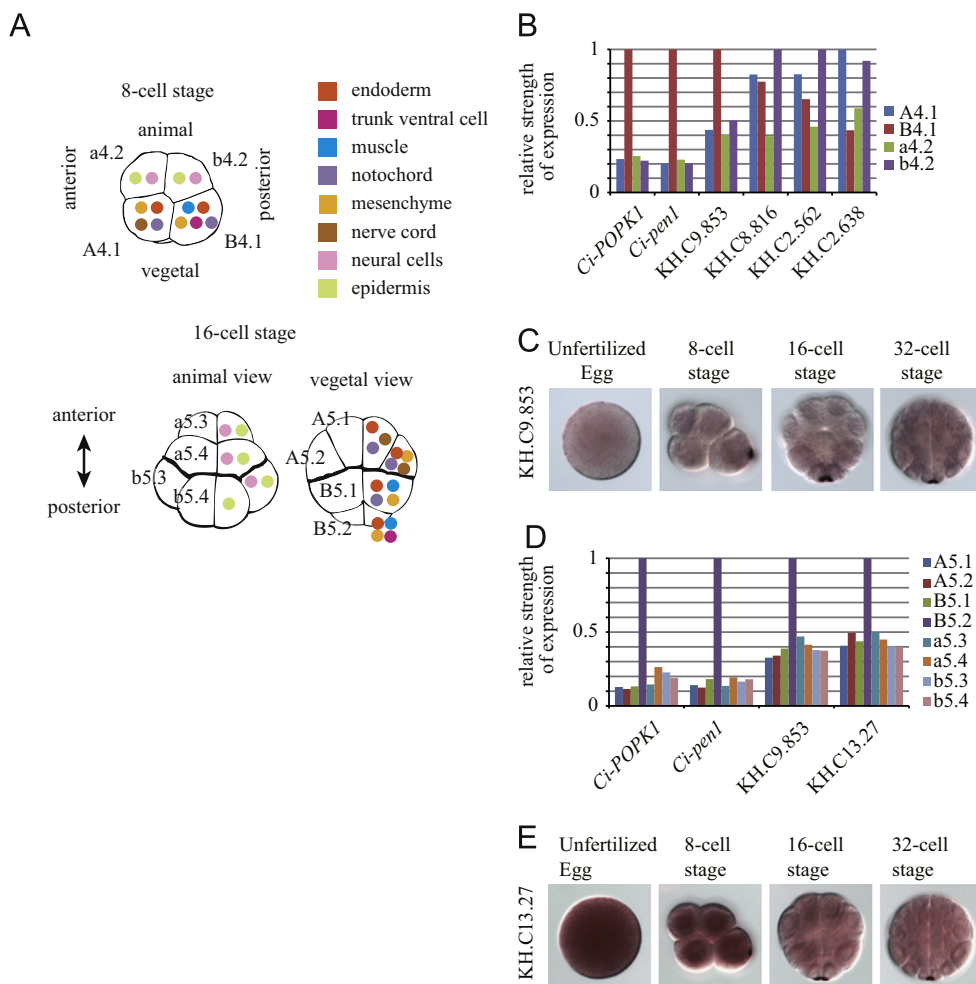 A
8-cell stage
animal
a4.2
b4.2
anterior
posterior
A4.1
B4.1
vegetal
endoderm
trunk ventral cell
muscle
notochord
mesenchyme
nerve cord
neural cells
epidermis
16-cell stage
animal view
vegetal view
anterior
posterior
a5.3
a5.4
b5.3
b5.4
A5.1
A5.2
B5.1
B5.2
B
relative strength
of expression
1
0.5
0
Ci-POPK1
Ci-pen1
KH.C9.853
KH.C8.816
KH.C2.562
KH.C2.638
A4.1
B4.1
a4.2
b4.2
C
Unfertilized
Egg
8-cell
stage
16-cell
stage
32-cell
stage
KH.C9.853
D
relative strength
of expression
1
0.5
0
Ci-POPK1
Ci-pen1
KH.C9.853
KH.C13.27
A5.1
A5.2
B5.1
B5.2
a5.3
a5.4
b5.3
b5.4
E
Unfertilized
Egg
8-cell
stage
16-cell
stage
32-cell
stage
KH.C13.27